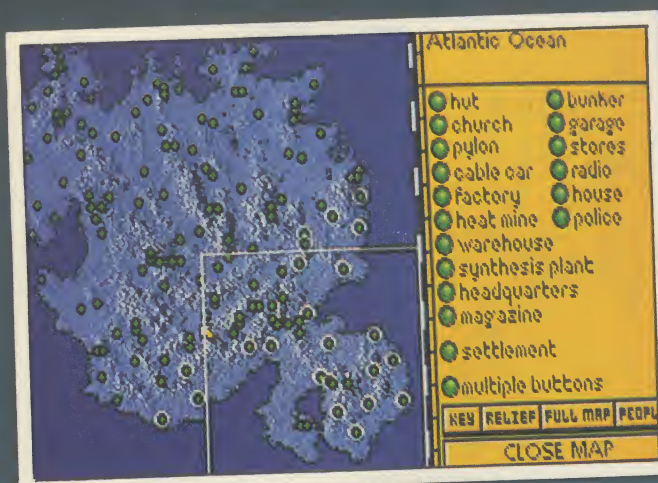 Atlantic Ocean
hut bunker
church garage
pylon stores
cable car radio
factory house
heat mine police
warehouse
synthesis plant
headquarters
magazine
settlement
multiple buttons
KEY RELIEF FULL MAP PEOPL
CLOSE MAP